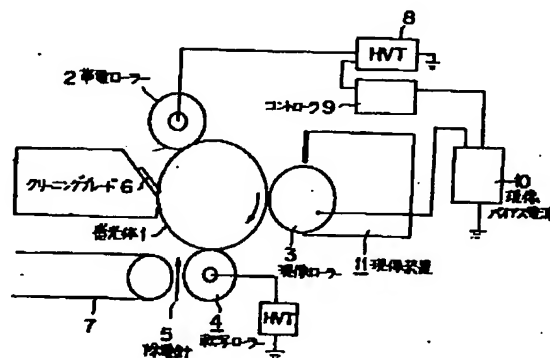 8
HVT
2 帯電ローラー
コントローラ 9
クリーニングブレード 6
10
現像
バイアス電源
感光体 1
3
現像ローラー
11 現像装置
7
5
除電針
4
転写ローラー
HVT